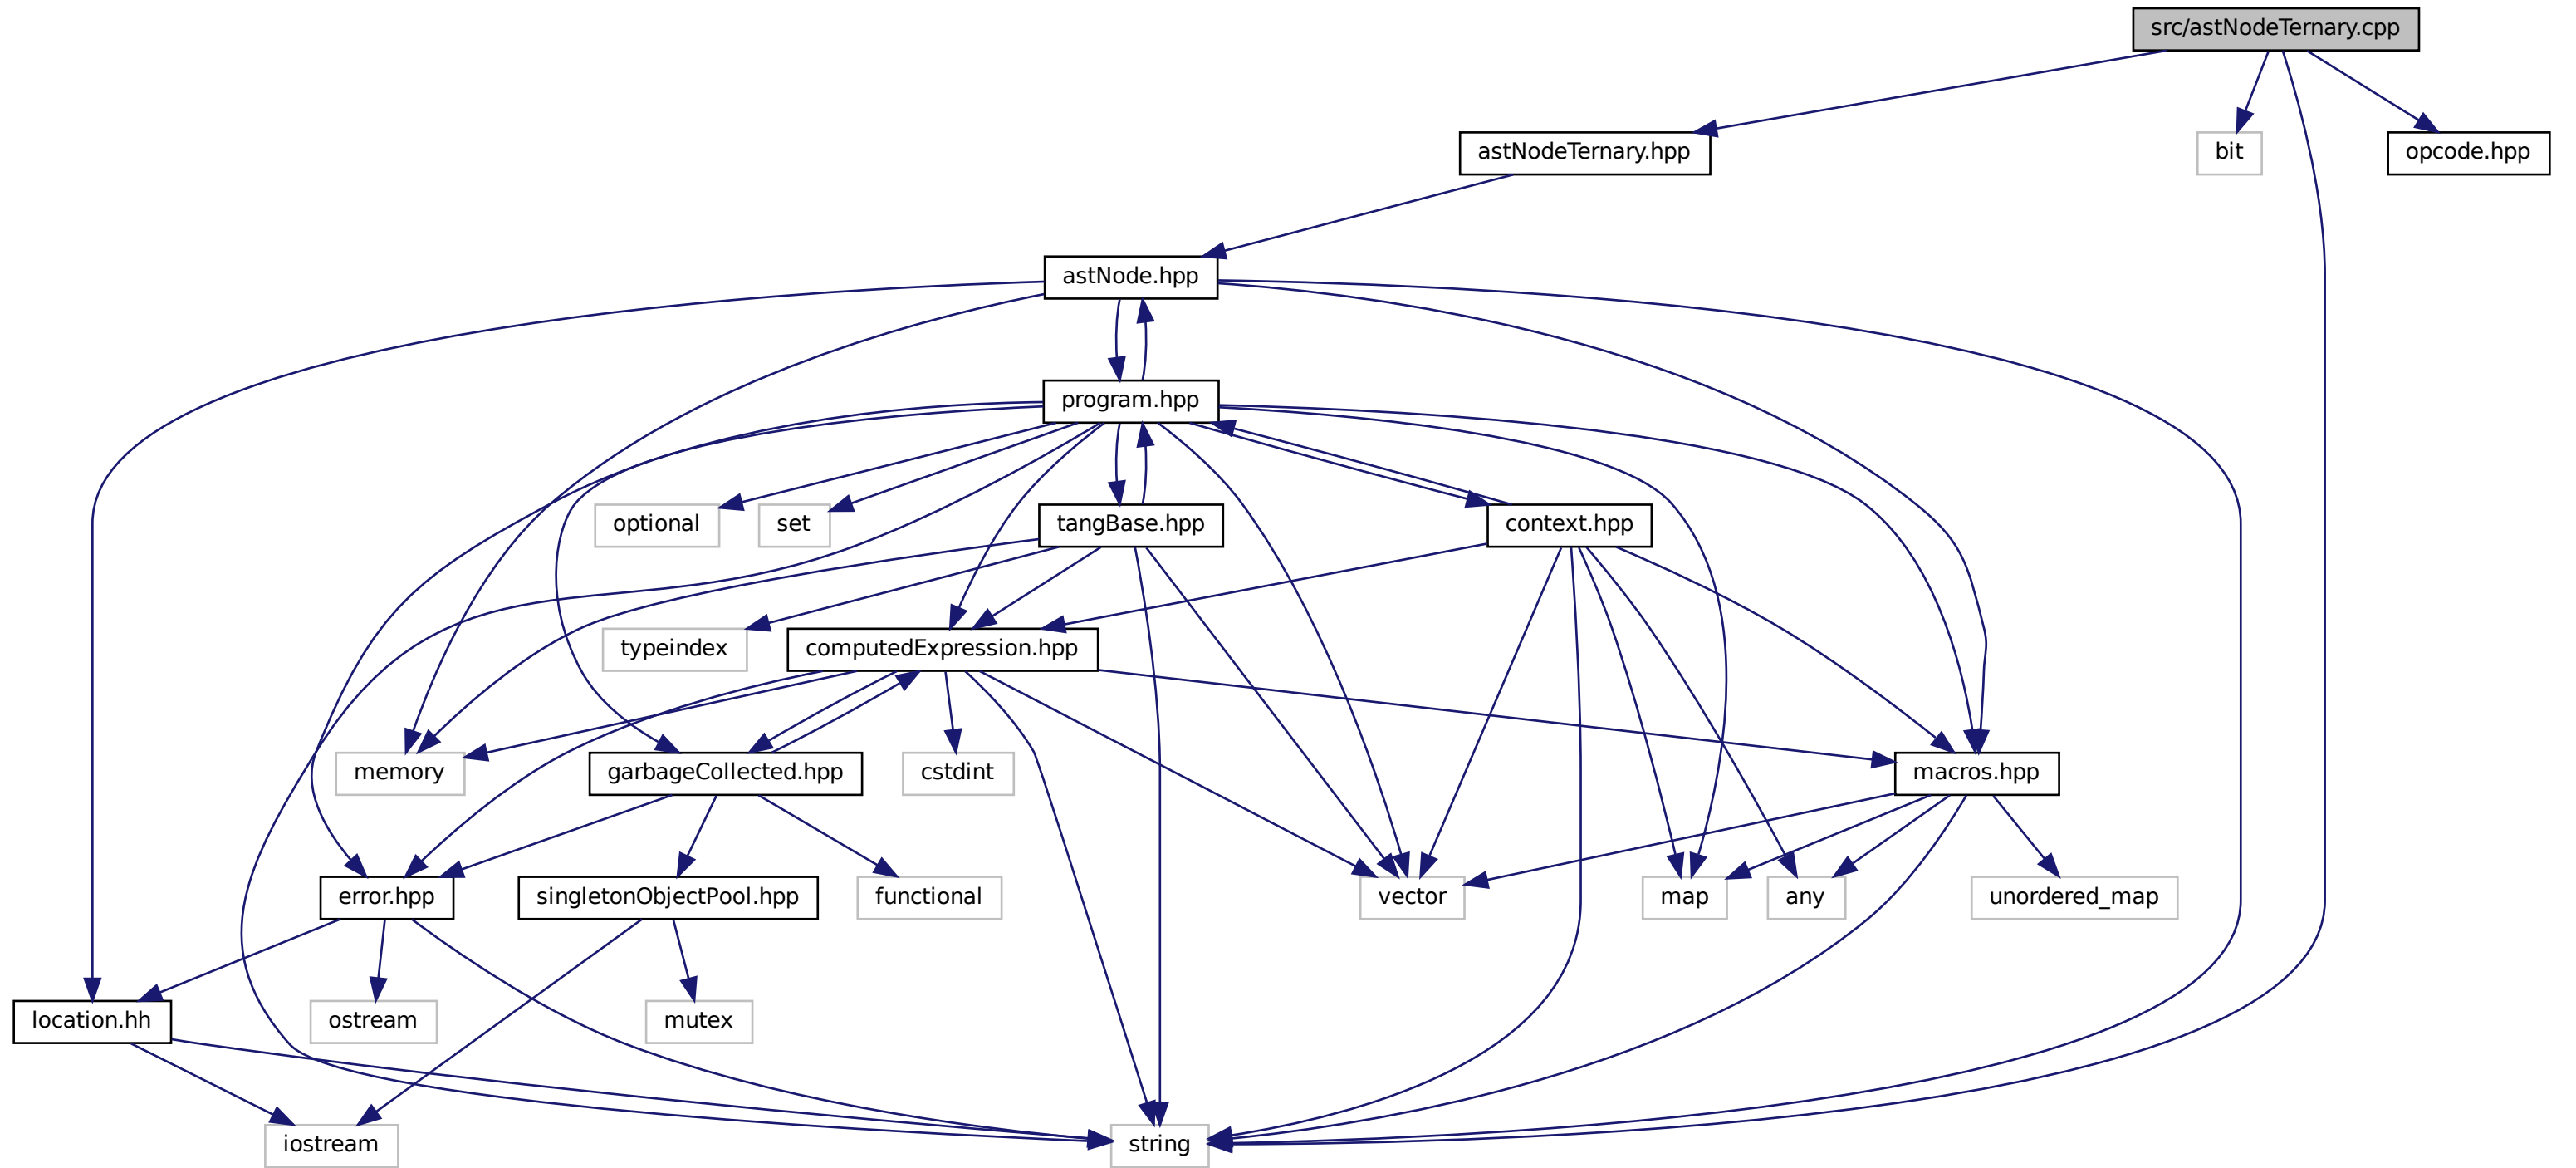 src/astNodeTernary.cpp
astNodeTernary.hpp
bit
opcode.hpp
astNode.hpp
program.hpp
optional
set
tangBase.hpp
context.hpp
typeindex
computedExpression.hpp
memory
garbageCollected.hpp
cstdint
macros.hpp
error.hpp
singletonObjectPool.hpp
functional
vector
map
any
unordered_map
location.hh
ostream
mutex
iostream
string